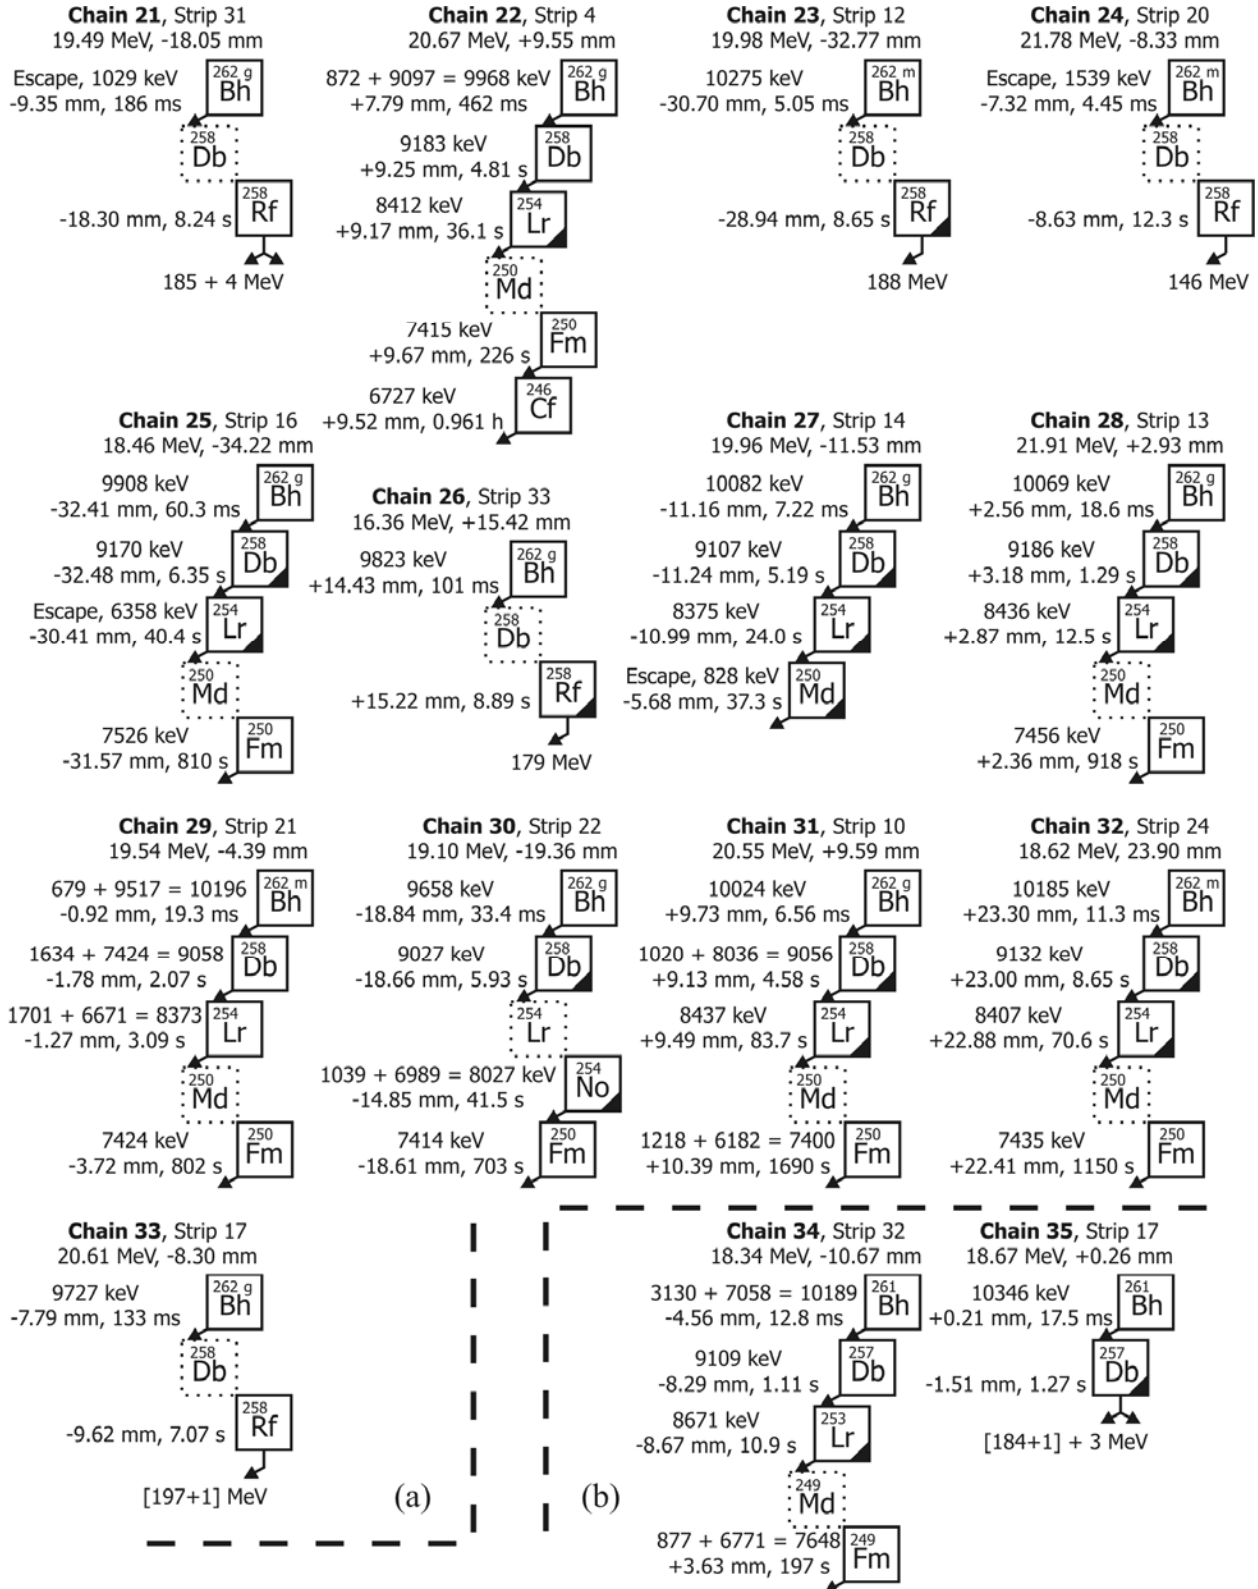 Chain 21, Strip 31
19.49 MeV, -18.05 mm
Escape, 1029 keV
-9.35 mm, 186 ms
262 g
Bh
258
Db
-18.30 mm, 8.24 s
258
Rf
185 + 4 MeV
Chain 22, Strip 4
20.67 MeV, +9.55 mm
872 + 9097 = 9968 keV
+7.79 mm, 462 ms
262 g
Bh
9183 keV
+9.25 mm, 4.81 s
258
Db
8412 keV
+9.17 mm, 36.1 s
254
Lr
250
Md
7415 keV
+9.67 mm, 226 s
250
Fm
6727 keV
+9.52 mm, 0.961 h
246
Cf
Chain 23, Strip 12
19.98 MeV, -32.77 mm
10275 keV
-30.70 mm, 5.05 ms
262 m
Bh
258
Db
-28.94 mm, 8.65 s
258
Rf
188 MeV
Chain 24, Strip 20
21.78 MeV, -8.33 mm
Escape, 1539 keV
-7.32 mm, 4.45 ms
262 m
Bh
258
Db
-8.63 mm, 12.3 s
258
Rf
146 MeV
Chain 25, Strip 16
18.46 MeV, -34.22 mm
9908 keV
-32.41 mm, 60.3 ms
262 g
Bh
9170 keV
-32.48 mm, 6.35 s
258
Db
Escape, 6358 keV
-30.41 mm, 40.4 s
254
Lr
250
Md
7526 keV
-31.57 mm, 810 s
250
Fm
Chain 26, Strip 33
16.36 MeV, +15.42 mm
9823 keV
+14.43 mm, 101 ms
262 g
Bh
258
Db
+15.22 mm, 8.89 s
258
Rf
179 MeV
Chain 27, Strip 14
19.96 MeV, -11.53 mm
10082 keV
-11.16 mm, 7.22 ms
262 g
Bh
9107 keV
-11.24 mm, 5.19 s
258
Db
8375 keV
-10.99 mm, 24.0 s
254
Lr
Escape, 828 keV
-5.68 mm, 37.3 s
250
Md
Chain 28, Strip 13
21.91 MeV, +2.93 mm
10069 keV
+2.56 mm, 18.6 ms
262 g
Bh
9186 keV
+3.18 mm, 1.29 s
258
Db
8436 keV
+2.87 mm, 12.5 s
254
Lr
250
Md
7456 keV
+2.36 mm, 918 s
250
Fm
Chain 29, Strip 21
19.54 MeV, -4.39 mm
679 + 9517 = 10196
-0.92 mm, 19.3 ms
262 m
Bh
1634 + 7424 = 9058
-1.78 mm, 2.07 s
258
Db
1701 + 6671 = 8373
-1.27 mm, 3.09 s
254
Lr
250
Md
7424 keV
-3.72 mm, 802 s
250
Fm
Chain 30, Strip 22
19.10 MeV, -19.36 mm
9658 keV
-18.84 mm, 33.4 ms
262 g
Bh
9027 keV
-18.66 mm, 5.93 s
258
Db
254
Lr
1039 + 6989 = 8027 keV
-14.85 mm, 41.5 s
254
No
7414 keV
-18.61 mm, 703 s
250
Fm
Chain 31, Strip 10
20.55 MeV, +9.59 mm
10024 keV
+9.73 mm, 6.56 ms
262 g
Bh
1020 + 8036 = 9056
+9.13 mm, 4.58 s
258
Db
8437 keV
+9.49 mm, 83.7 s
254
Lr
250
Md
1218 + 6182 = 7400
+10.39 mm, 1690 s
250
Fm
Chain 32, Strip 24
18.62 MeV, 23.90 mm
10185 keV
+23.30 mm, 11.3 ms
262 m
Bh
9132 keV
+23.00 mm, 8.65 s
258
Db
8407 keV
+22.88 mm, 70.6 s
254
Lr
250
Md
7435 keV
+22.41 mm, 1150 s
250
Fm
Chain 33, Strip 17
20.61 MeV, -8.30 mm
9727 keV
-7.79 mm, 133 ms
262 g
Bh
258
Db
-9.62 mm, 7.07 s
258
Rf
[197+1] MeV
(a)
(b)
Chain 34, Strip 32
18.34 MeV, -10.67 mm
3130 + 7058 = 10189
-4.56 mm, 12.8 ms
261
Bh
9109 keV
-8.29 mm, 1.11 s
257
Db
8671 keV
-8.67 mm, 10.9 s
253
Lr
249
Md
877 + 6771 = 7648
+3.63 mm, 197 s
249
Fm
Chain 35, Strip 17
18.67 MeV, +0.26 mm
10346 keV
+0.21 mm, 17.5 ms
261
Bh
257
Db
-1.51 mm, 1.27 s
[184+1] + 3 MeV